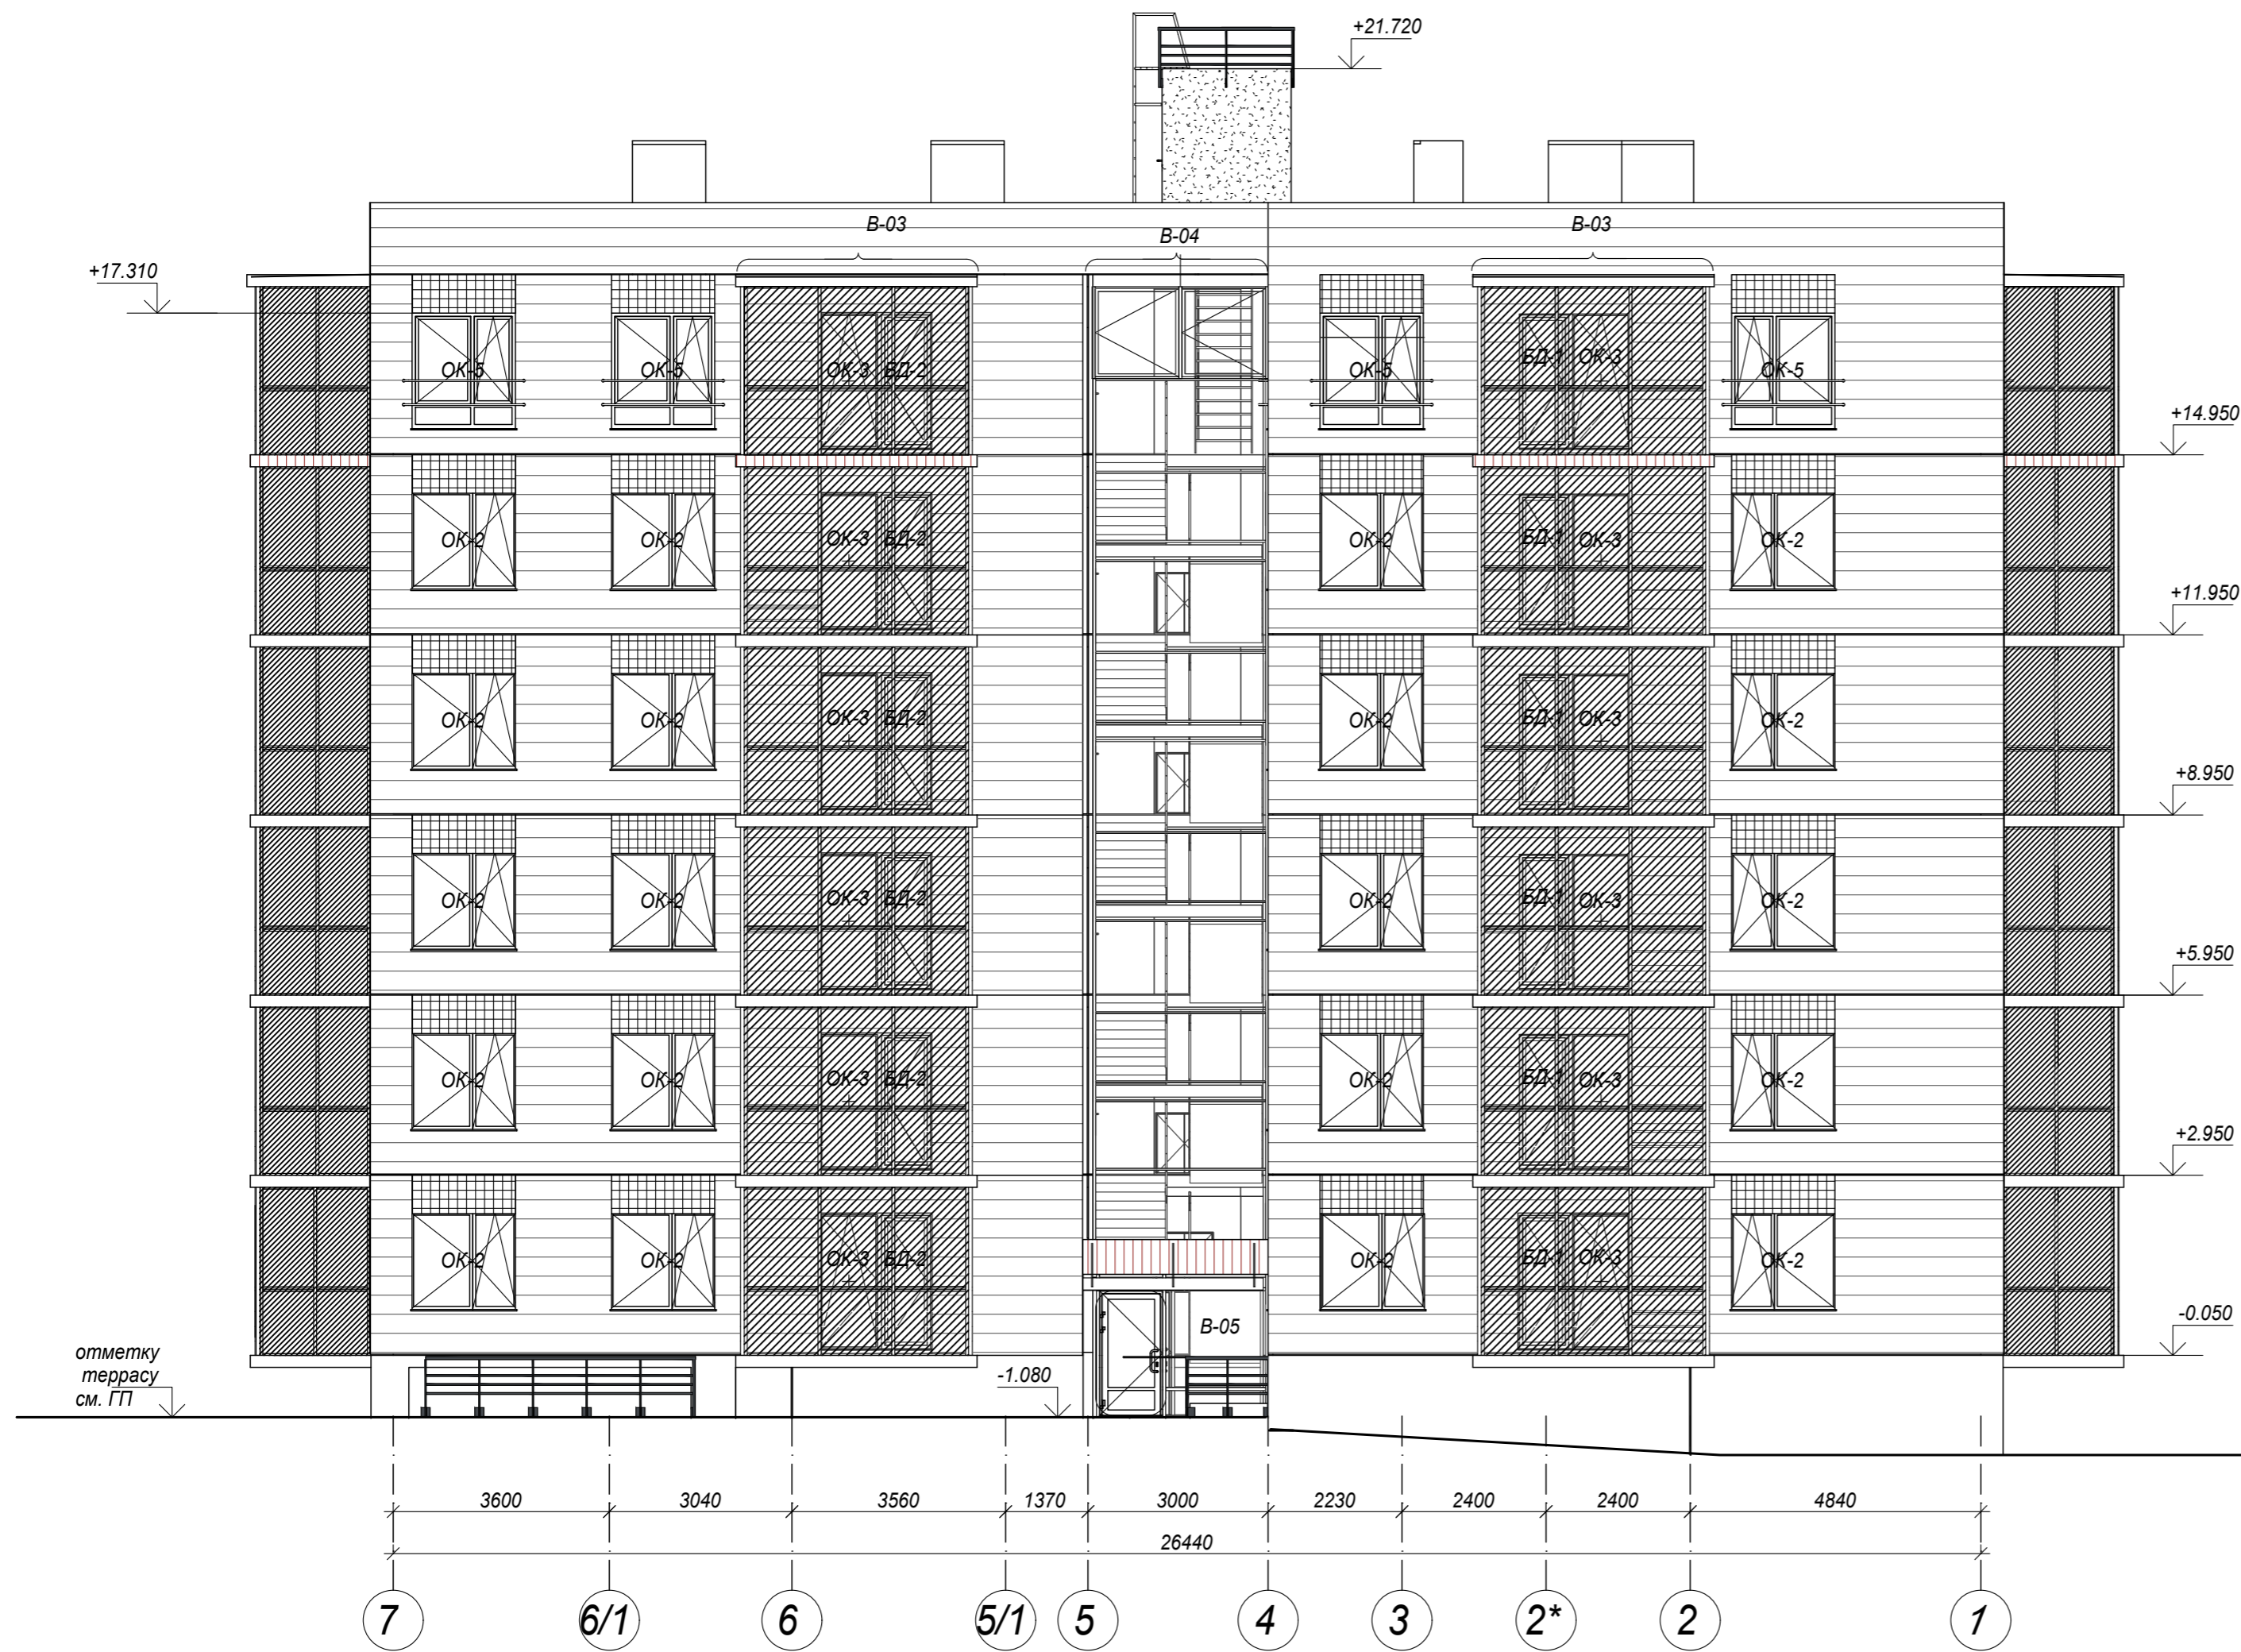 +21.720
В-03
В-04
В-03
+17.310
ОК-5
ОК-5
ОК-3
БД-2
ОК-5
БД-1
ОК-3
ОК-5
+14.950
ОК-2
ОК-2
ОК-3
БД-2
ОК-2
БД-1
ОК-3
ОК-2
+11.950
ОК-2
ОК-2
ОК-3
БД-2
ОК-2
БД-1
ОК-3
ОК-2
+8.950
ОК-2
ОК-2
ОК-3
БД-2
ОК-2
БД-1
ОК-3
ОК-2
+5.950
ОК-2
ОК-2
ОК-3
БД-2
ОК-2
БД-1
ОК-3
ОК-2
+2.950
ОК-2
ОК-2
ОК-3
БД-2
ОК-2
БД-1
ОК-3
ОК-2
-0.050
В-05
отметку
террасу
см. ГП
-1.080
3600
3040
3560
1370
3000
2230
2400
2400
4840
26440
7
6/1
6
5/1
5
4
3
2*
2
1